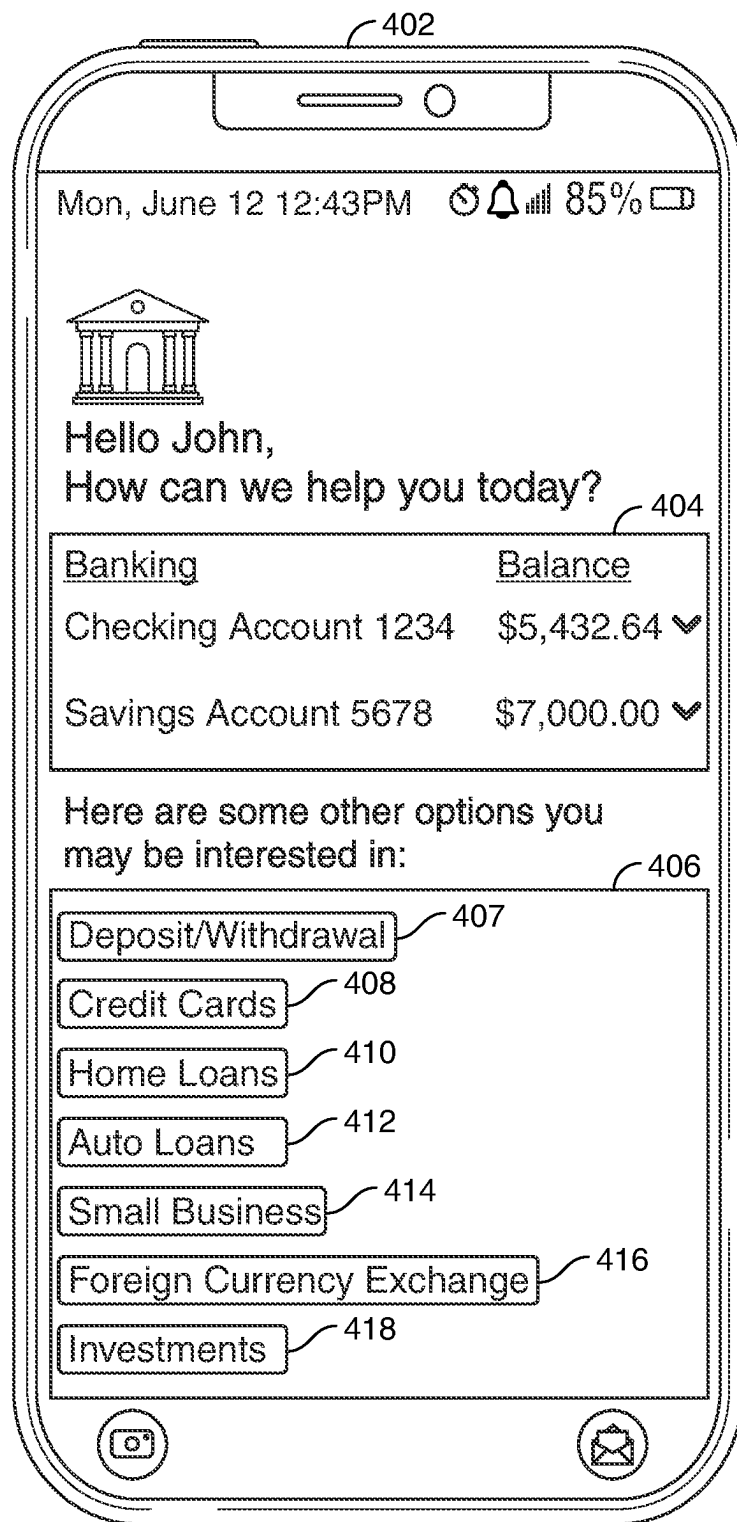 402
Mon, June 12 12:43PM 85%
Hello John,
How can we help you today?
404
Banking Balance
Checking Account 1234 $5,432.64
Savings Account 5678 $7,000.00
Here are some other options you
may be interested in:
406
Deposit/Withdrawal 407
Credit Cards 408
Home Loans 410
Auto Loans 412
Small Business 414
Foreign Currency Exchange 416
Investments 418